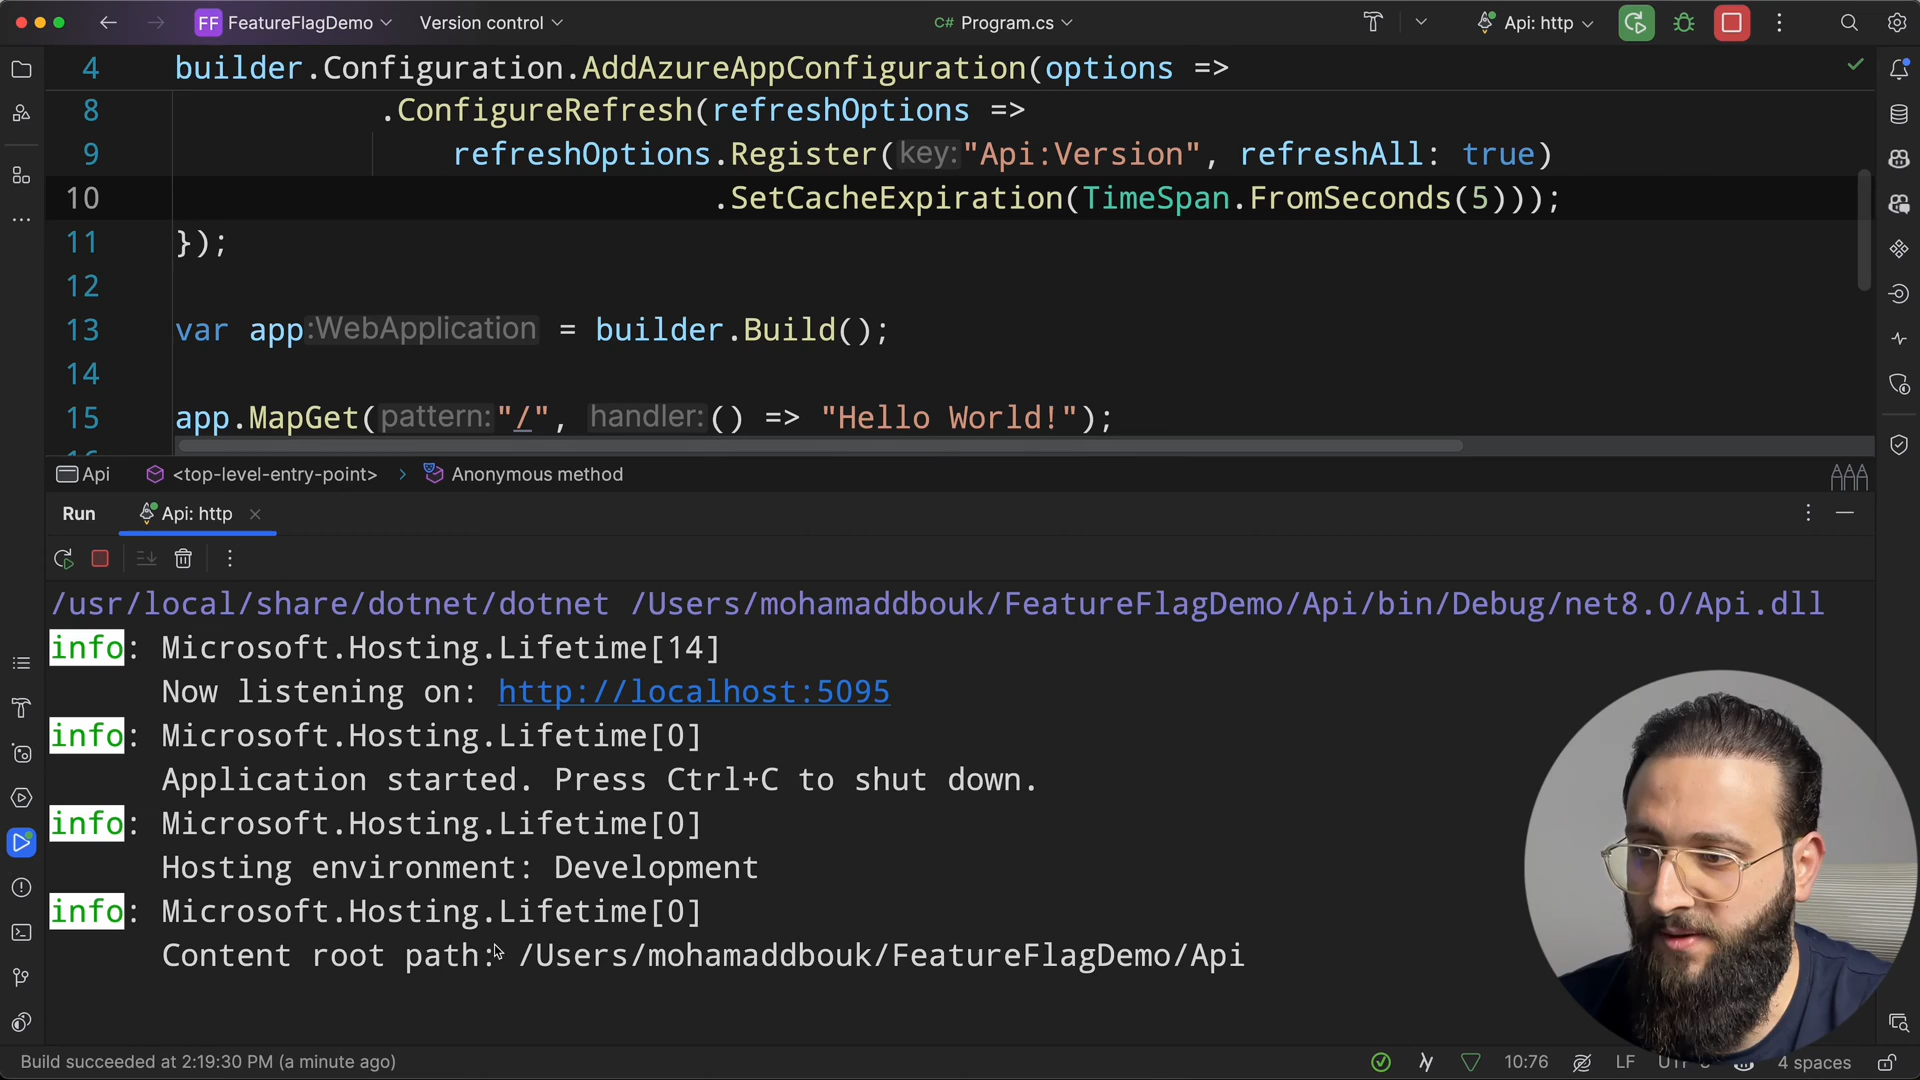 FF FeatureFlagDemo Version control C# Program.cs Api: http
4 builder.Configuration.AddAzureAppConfiguration(options =>
8 .ConfigureRefresh(refreshOptions =>
9 refreshOptions.Register(key:"Api:Version", refreshAll: true)
10 .SetCacheExpiration(TimeSpan.FromSeconds(5)));
11 });
12
13 var app:WebApplication = builder.Build();
14
15 app.MapGet(pattern:"/", handler:() => "Hello World!");
Api <top-level-entry-point> Anonymous method
Run Api: http
/usr/local/share/dotnet/dotnet /Users/mohamaddbouk/FeatureFlagDemo/Api/bin/Debug/net8.0/Api.dll
info: Microsoft.Hosting.Lifetime[14]
Now listening on: http://localhost:5095
info: Microsoft.Hosting.Lifetime[0]
Application started. Press Ctrl+C to shut down.
info: Microsoft.Hosting.Lifetime[0]
Hosting environment: Development
info: Microsoft.Hosting.Lifetime[0]
Content root path: /Users/mohamaddbouk/FeatureFlagDemo/Api
Build succeeded at 2:19:30 PM (a minute ago) 10:76 LF 4 spaces